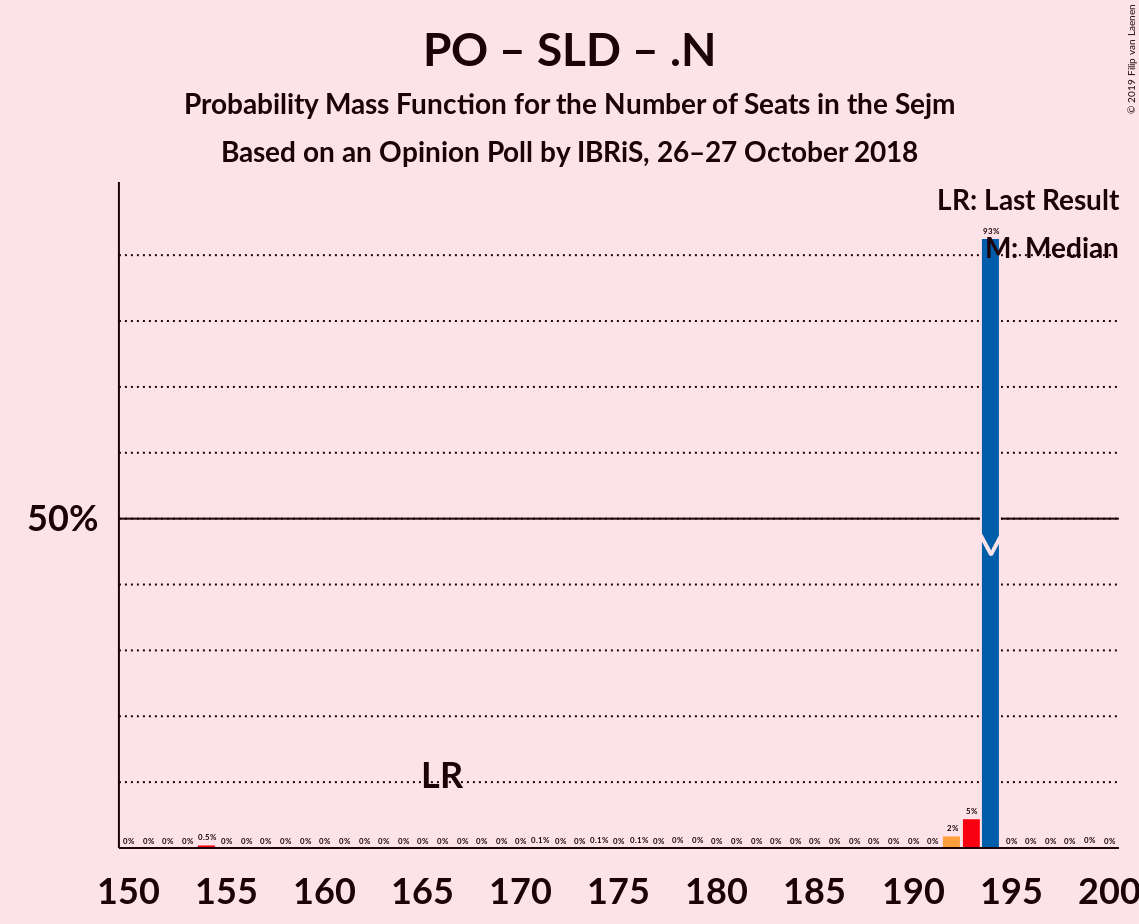 PO – SLD – .N
Probability Mass Function for the Number of Seats in the Sejm
Based on an Opinion Poll by IBRiS, 26–27 October 2018
© 2019 Filip van Laenen
LR: Last Result
M: Median
93%
50%
LR
0% 0% 0% 0% 0.5% 0% 0% 0% 0% 0% 0% 0% 0% 0% 0% 0% 0% 0% 0% 0% 0% 0.1% 0% 0% 0.1% 0% 0.1% 0% 0% 0% 0% 0% 0% 0% 0% 0% 0% 0% 0% 0% 0% 0% 2% 5% 0% 0% 0% 0% 0% 0%
150 155 160 165 170 175 180 185 190 195 200